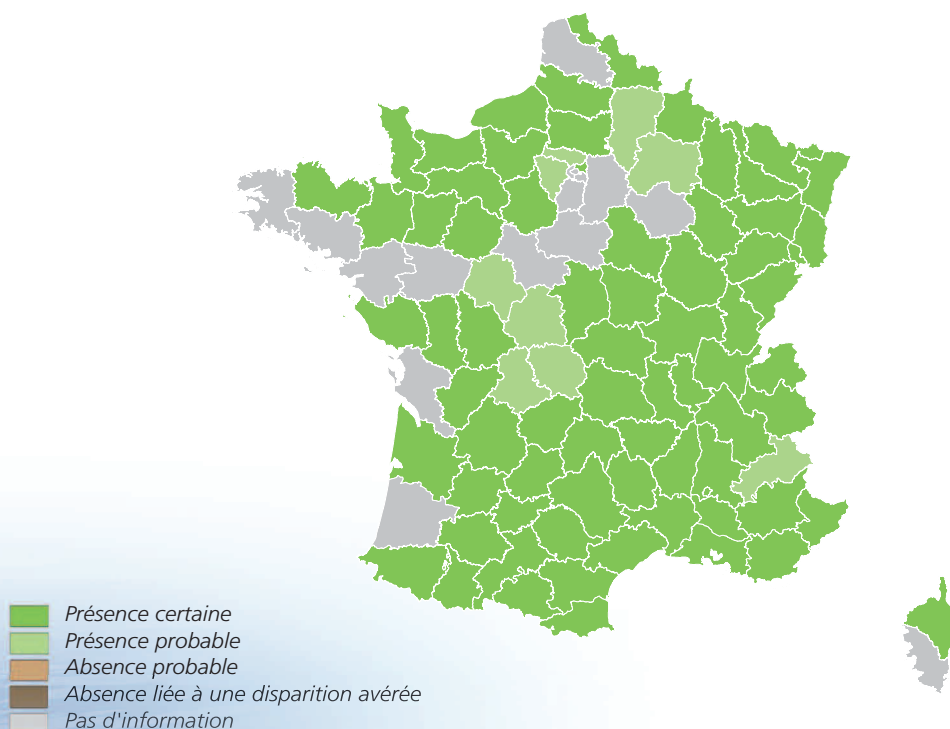 Présence certaine
Présence probable
Absence probable
Absence liée à une disparition avérée
Pas d'information